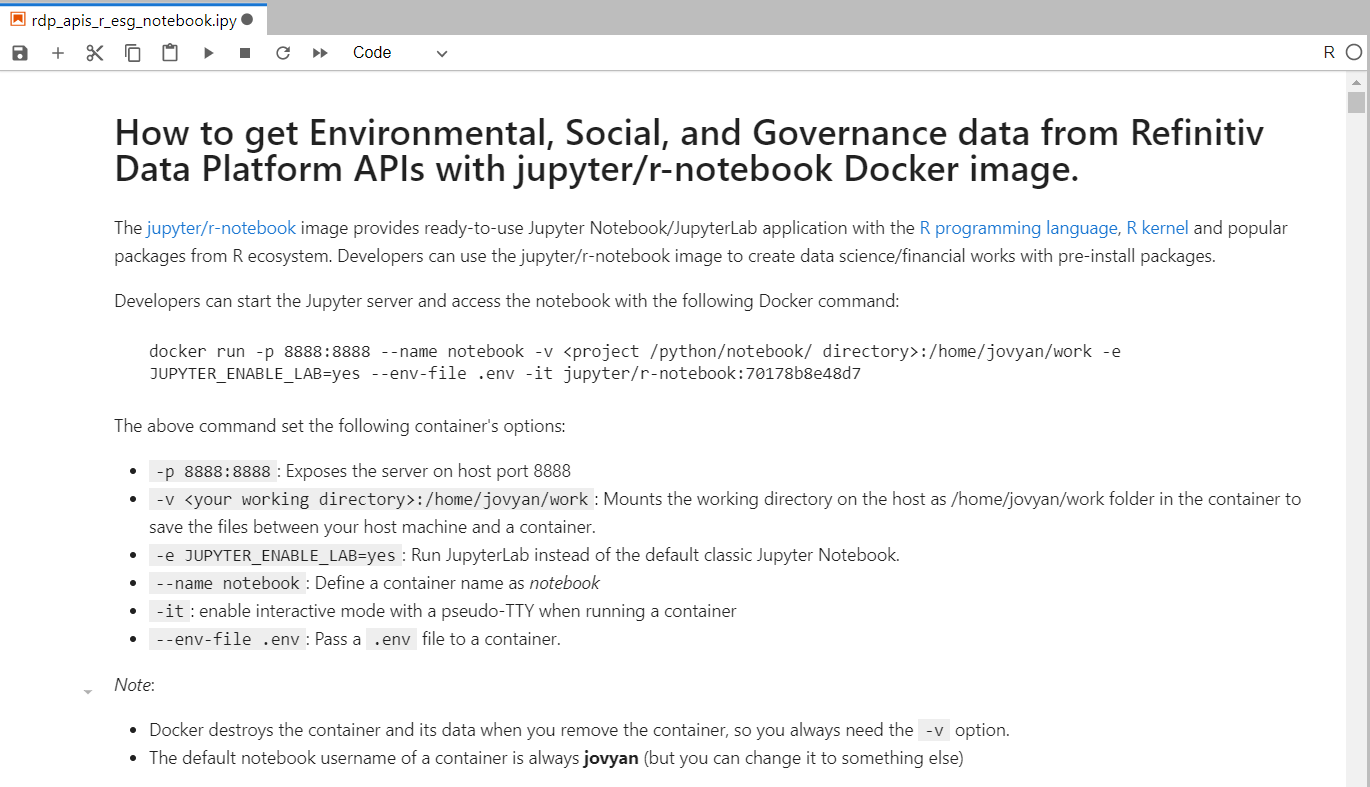 rdp_apis_r_esg_notebook.ipy
Code
R
How to get Environmental, Social, and Governance data from Refinitiv
Data Platform APIs with jupyter/r-notebook Docker image.
The jupyter/r-notebook image provides ready-to-use Jupyter Notebook/JupyterLab application with the R programming language, R kernel and popular
packages from R ecosystem. Developers can use the jupyter/r-notebook image to create data science/financial works with pre-install packages.
Developers can start the Jupyter server and access the notebook with the following Docker command:
docker run -p 8888:8888 --name notebook -v <project /python/notebook/ directory>:/home/jovyan/work -e
JUPYTER_ENABLE_LAB=yes --env-file .env -it jupyter/r-notebook:70178b8e48d7
The above command set the following container's options:
• -p 8888:8888 : Exposes the server on host port 8888
• -v <your working directory>:/home/jovyan/work : Mounts the working directory on the host as /home/jovyan/work folder in the container to
save the files between your host machine and a container.
• -e JUPYTER_ENABLE_LAB=yes : Run JupyterLab instead of the default classic Jupyter Notebook.
• --name notebook : Define a container name as notebook
• -it : enable interactive mode with a pseudo-TTY when running a container
• --env-file .env : Pass a .env file to a container.
Note:
• Docker destroys the container and its data when you remove the container, so you always need the -v option.
• The default notebook username of a container is always jovyan (but you can change it to something else)